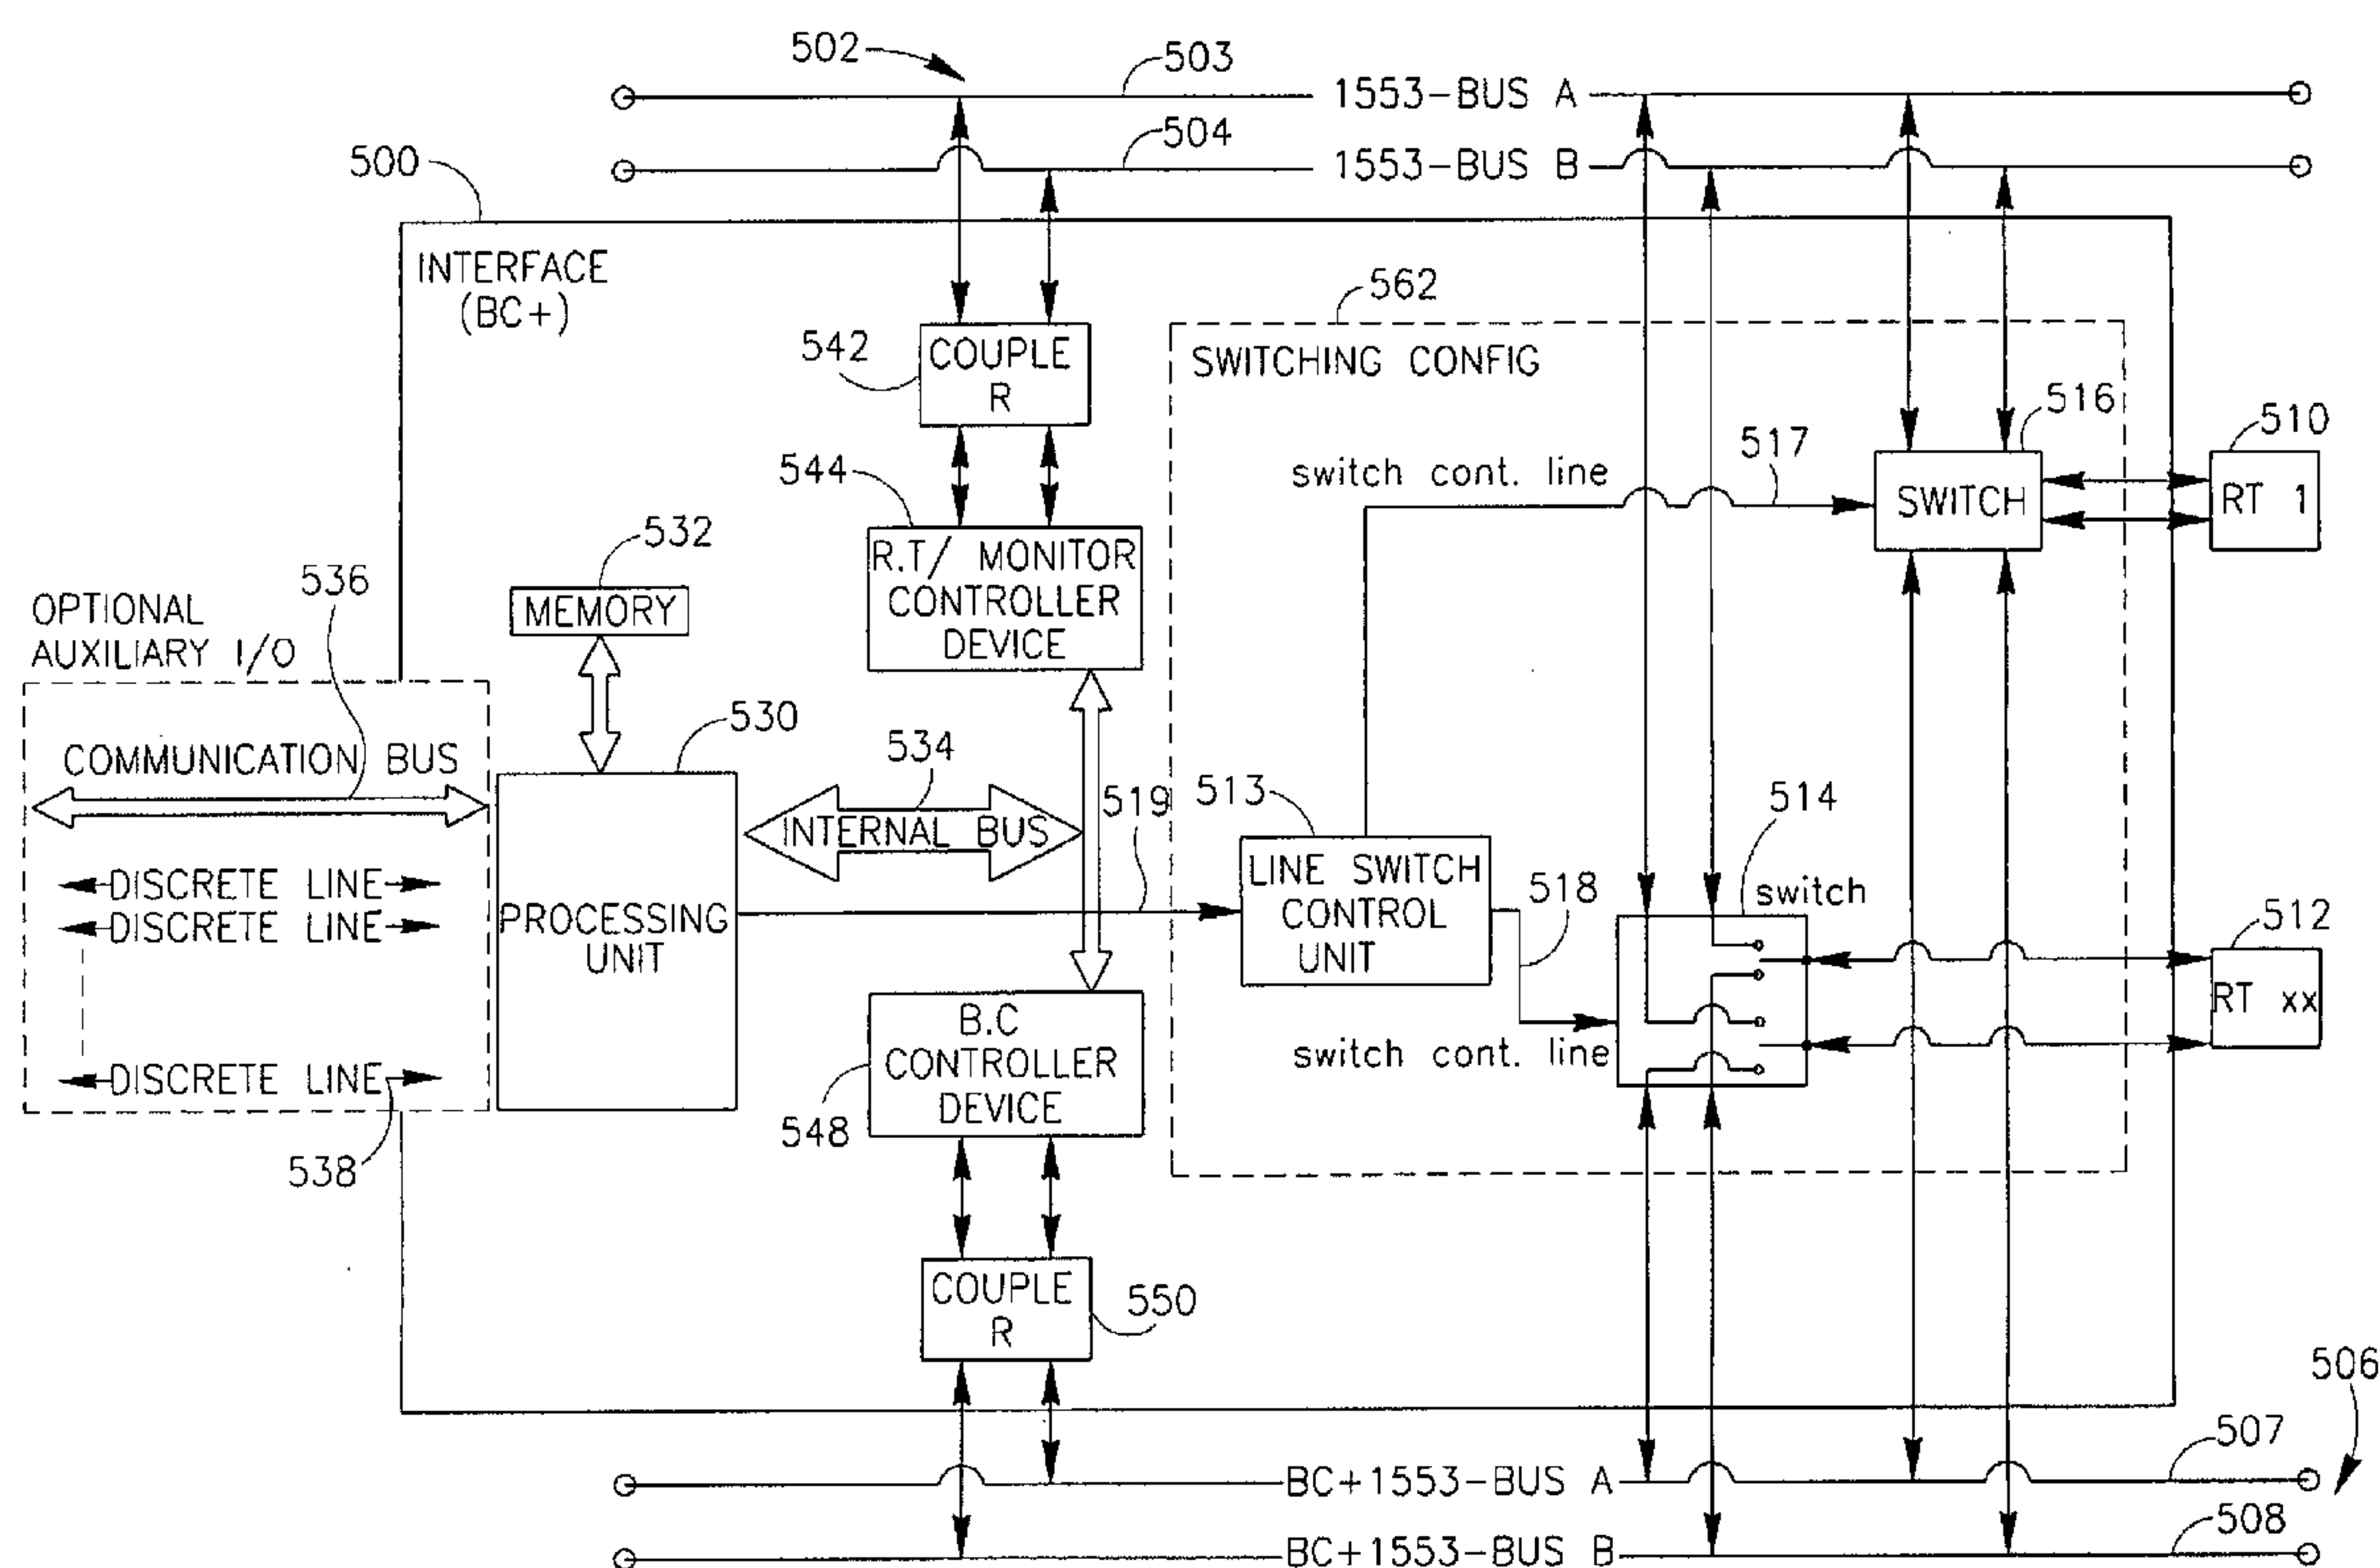 502
503
1553-BUS A
504
1553-BUS B
500
INTERFACE
(BC+)
562
SWITCHING CONFIG
542
COUPLE
R
516
510
517
switch cont. line
SWITCH
RT 1
544
R.T/ MONITOR
CONTROLLER
DEVICE
532
MEMORY
536
OPTIONAL
AUXILIARY I/O
530
COMMUNICATION BUS
534
INTERNAL BUS
519
513
514
DISCRETE LINE
DISCRETE LINE
PROCESSING
UNIT
LINE SWITCH
CONTROL
UNIT
518
switch
512
RT xx
B.C
CONTROLLER
DEVICE
548
switch cont. line
DISCRETE LINE
538
COUPLE
R
550
506
507
BC+1553-BUS A
508
BC+1553-BUS B